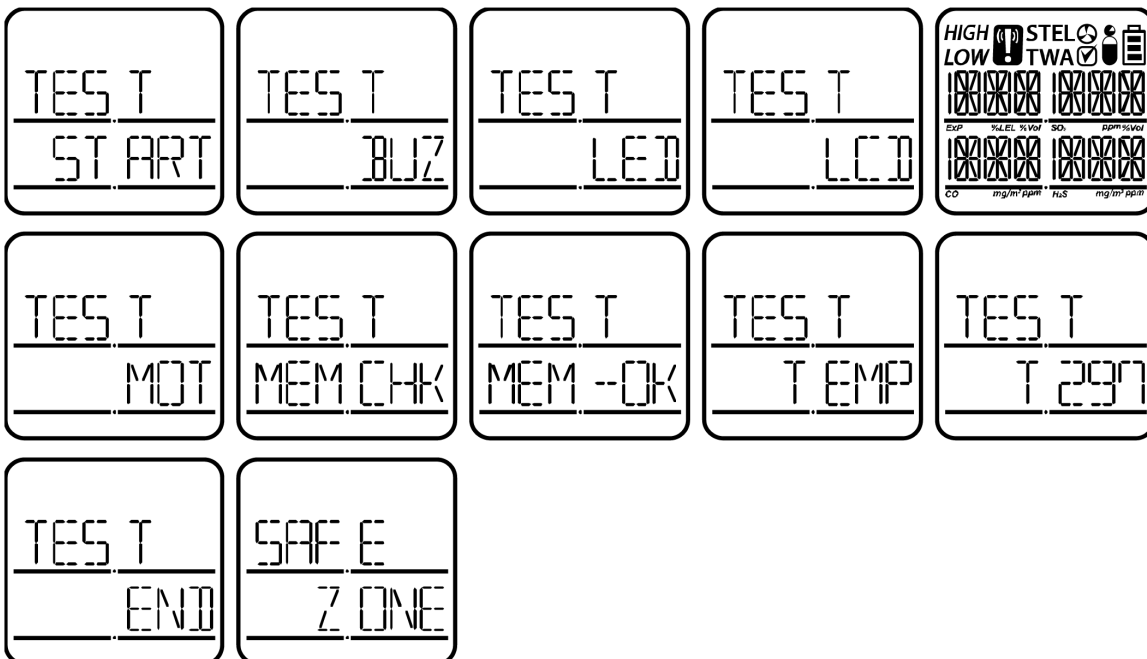 TEST
START
TEST
BUZ
TEST
LED
TEST
LCD
HIGH STEL
LOW TWA
ExP %LEL %Vol SO₂ ppm %Vol
CO mg/m³ ppm H₂S mg/m³ ppm
TEST
MOT
TEST
MEM CHK
TEST
MEM -OK
TEST
TEMP
TEST
T 297
TEST
END
SAFE
ZONE